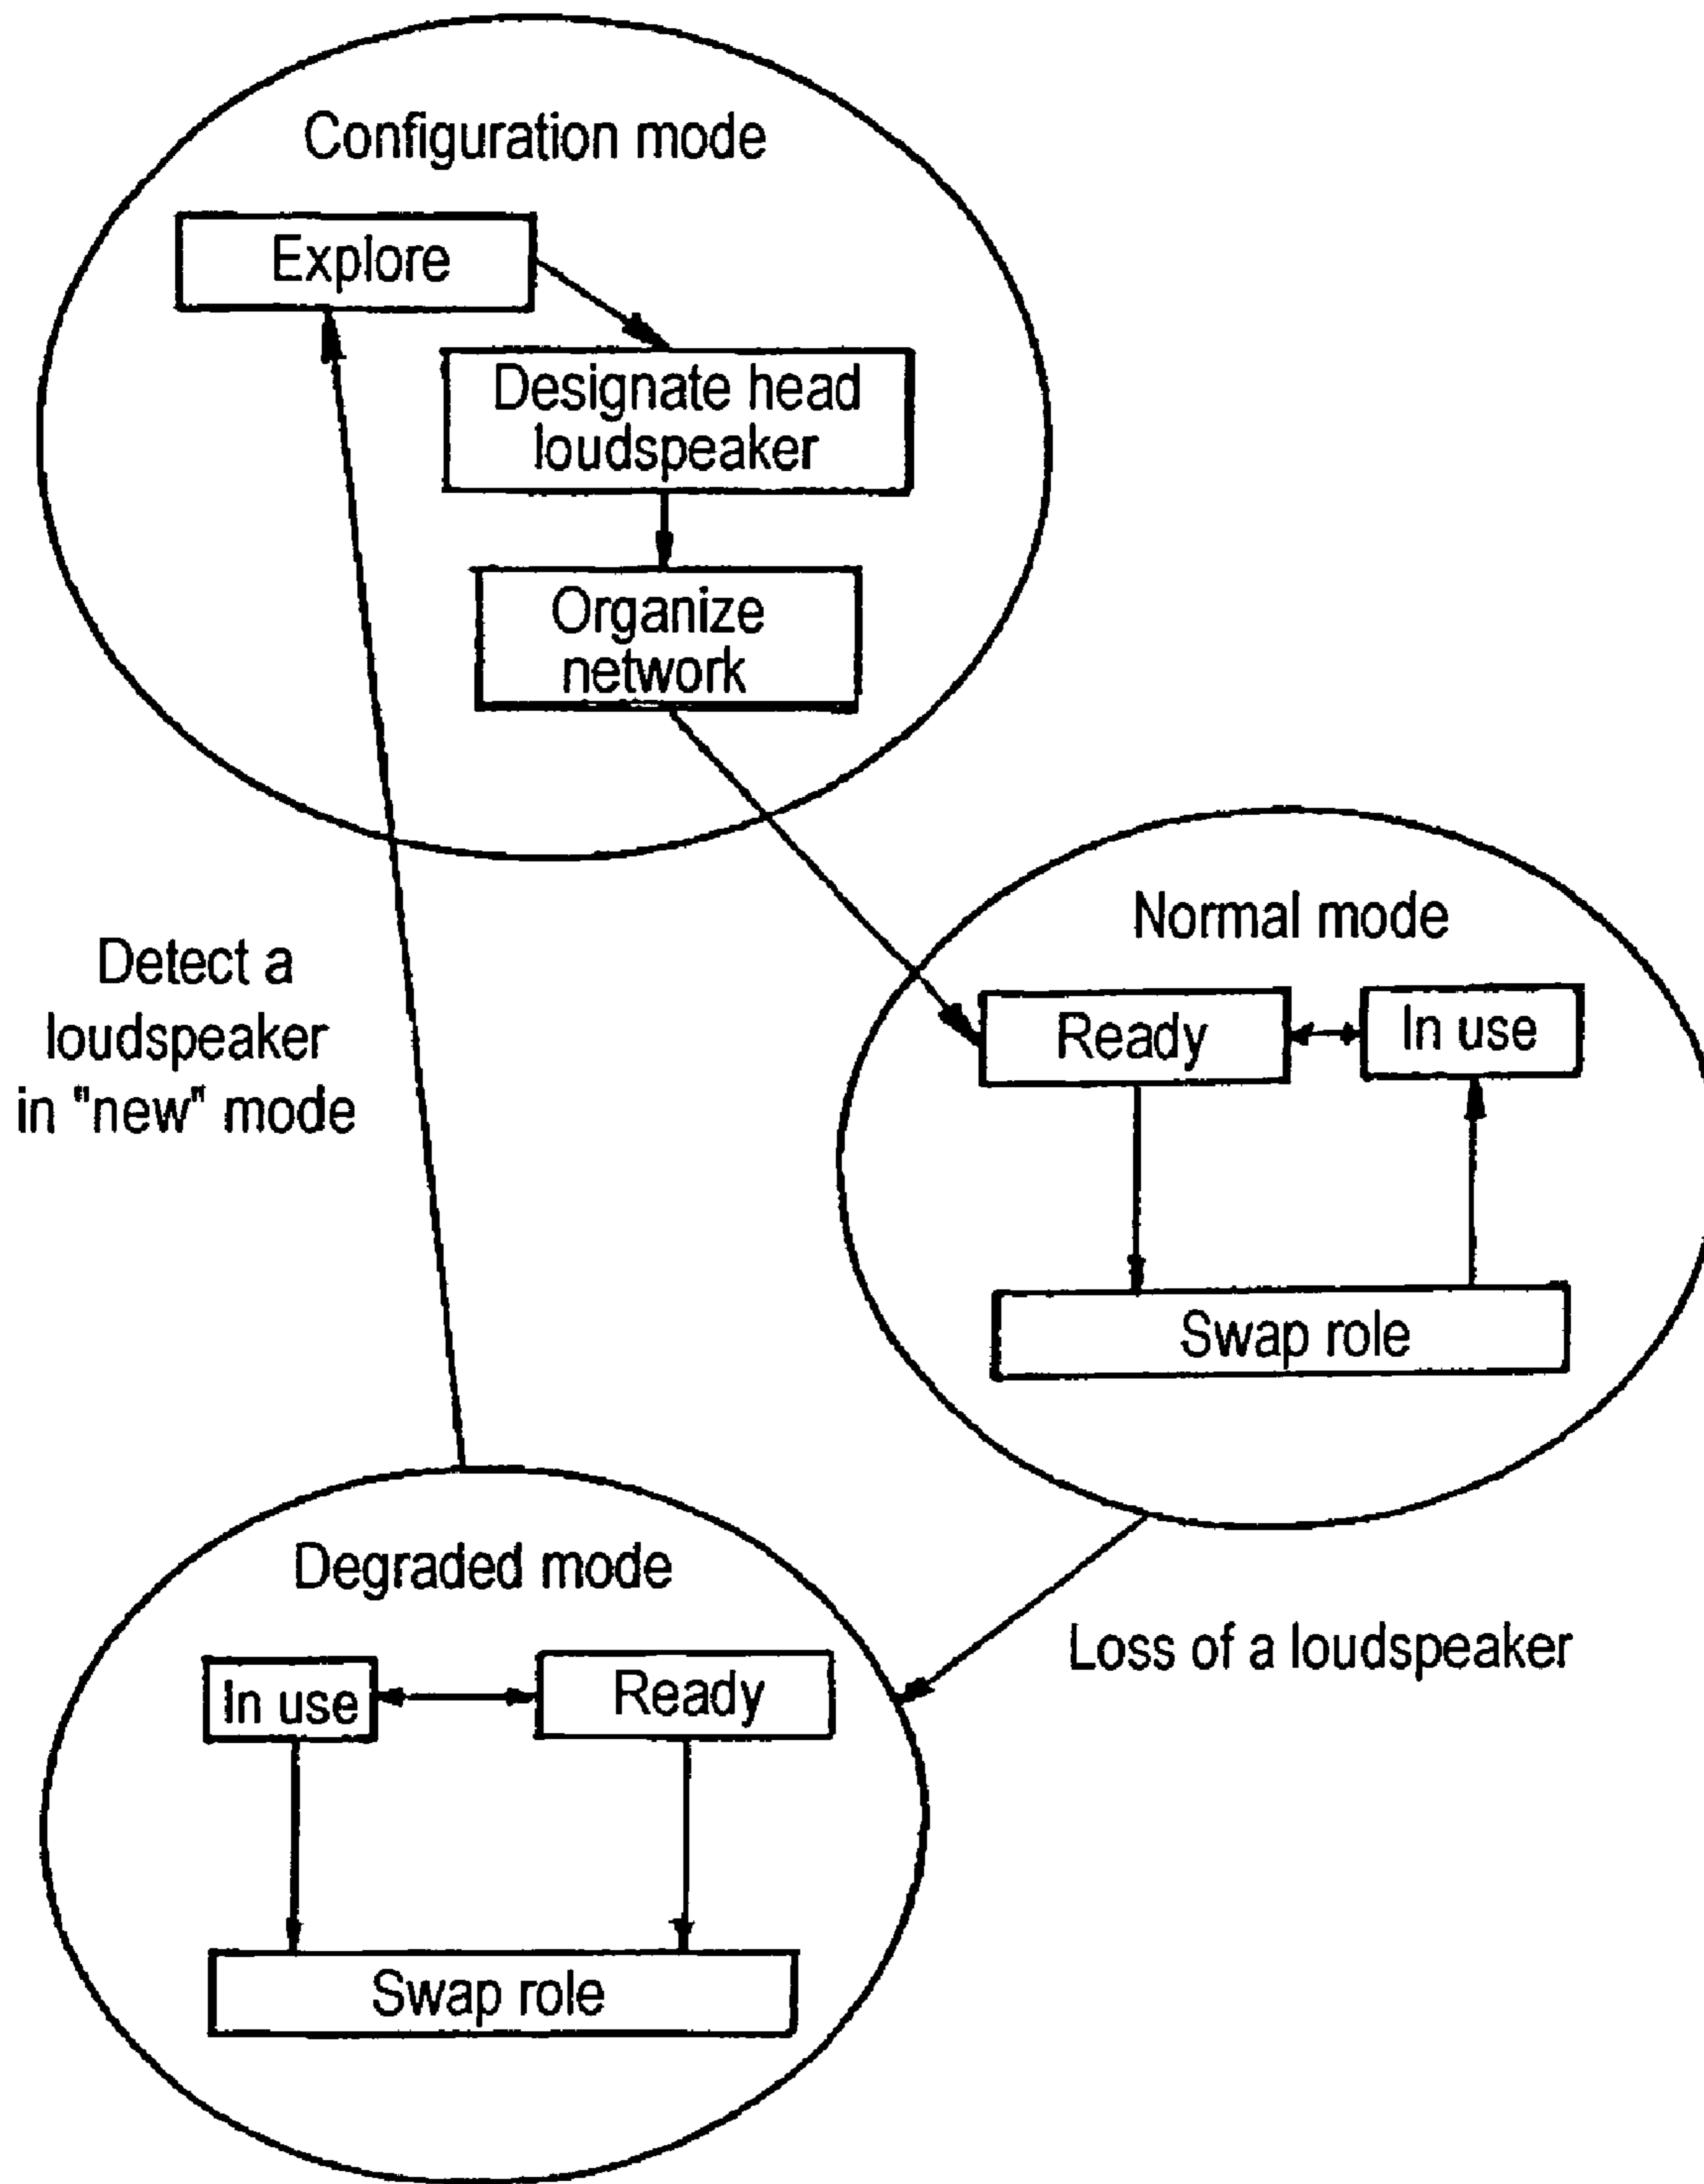 Configuration mode
Explore
Designate head
loudspeaker
Organize
network
Detect a
loudspeaker
in "new" mode
Normal mode
Ready
In use
Swap role
Loss of a loudspeaker
Degraded mode
In use
Ready
Swap role